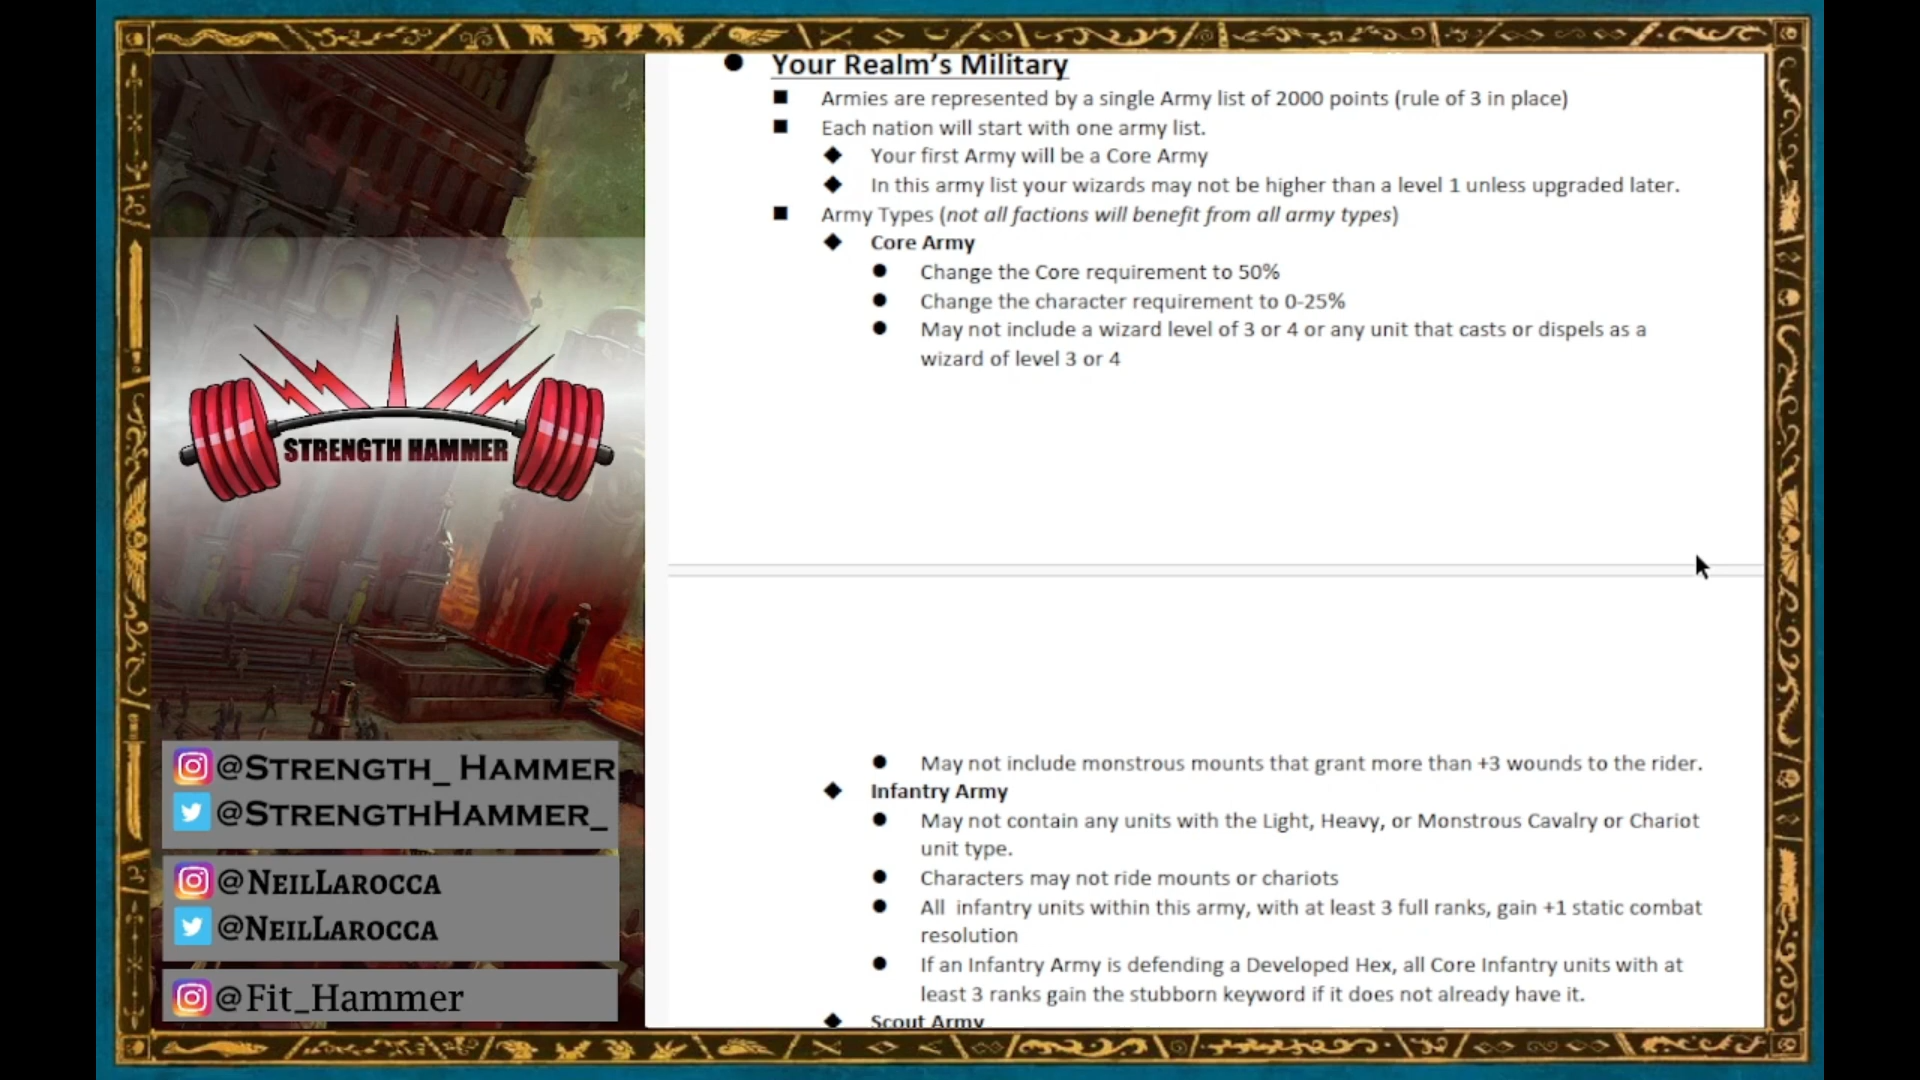 Your Realm's Military
Armies are represented by a single Army list of 2000 points (rule of 3 in place)
Each nation will start with one army list.
Your first Army will be a Core Army
In this army list your wizards may not be higher than a level 1 unless upgraded later.
Army Types (not all factions will benefit from all army types)
Core Army
Change the Core requirement to 50%
Change the character requirement to 0-25%
May not include a wizard level of 3 or 4 or any unit that casts or dispels as a
wizard of level 3 or 4
May not include monstrous mounts that grant more than +3 wounds to the rider.
Infantry Army
May not contain any units with the Light, Heavy, or Monstrous Cavalry or Chariot
unit type.
Characters may not ride mounts or chariots
All infantry units within this army, with at least 3 full ranks, gain +1 static combat
resolution
If an Infantry Army is defending a Developed Hex, all Core Infantry units with at
least 3 ranks gain the stubborn keyword if it does not already have it.
Scout Army
STRENGTH HAMMER
@STRENGTH_HAMMER
@STRENGTHHAMMER_
@NEILLAROCCA
@NEILLAROCCA
@Fit_Hammer